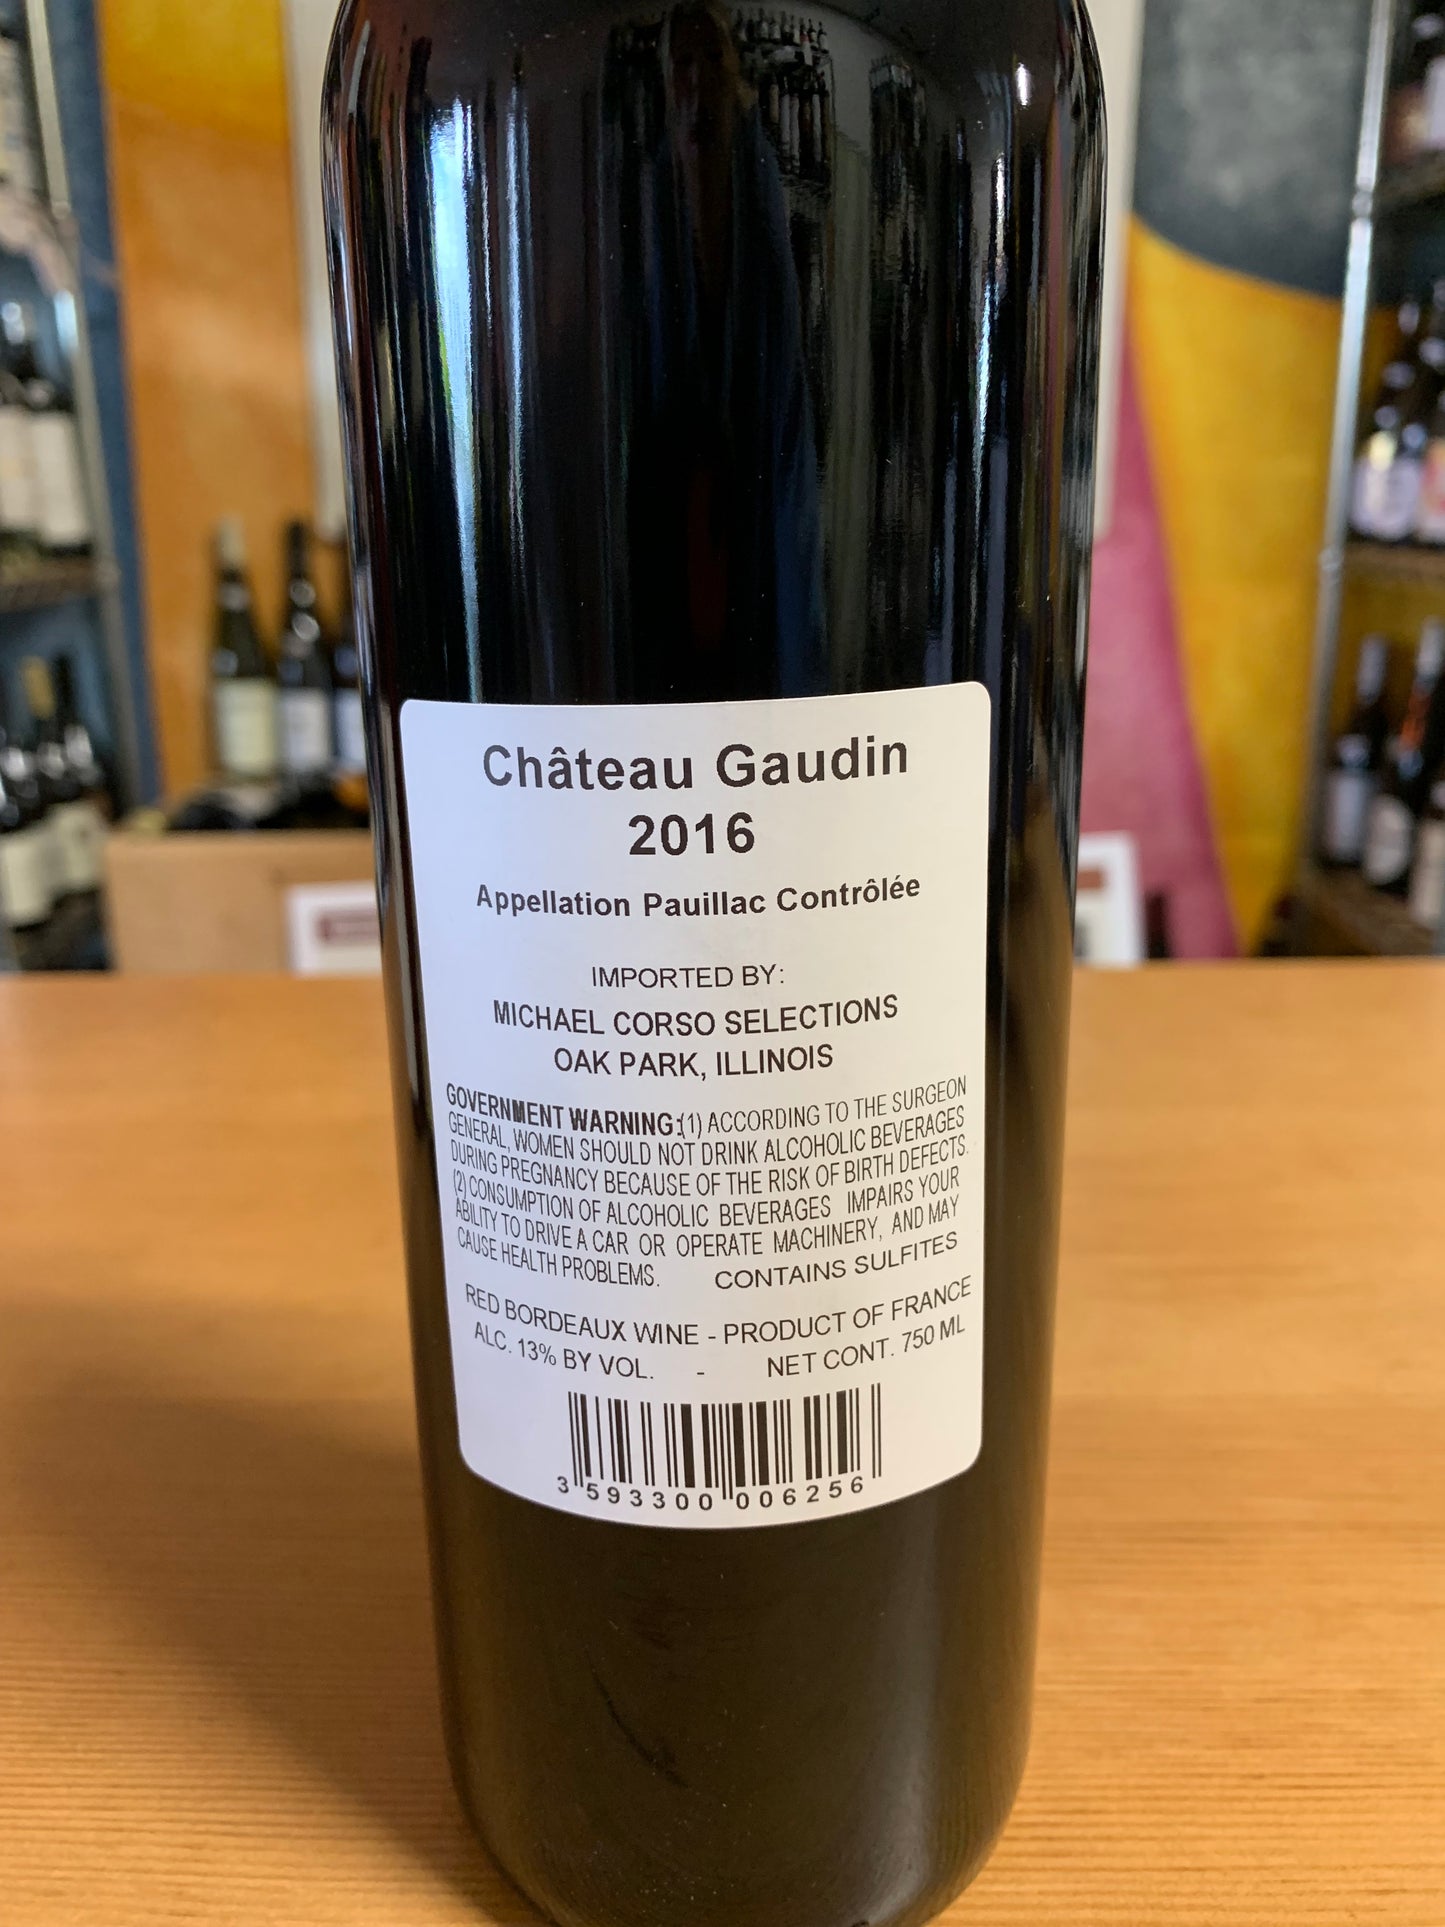 Château Gaudin
2016
Appellation Pauillac Contrôlée
IMPORTED BY:
MICHAEL CORSO SELECTIONS
OAK PARK, ILLINOIS
GOVERNMENT WARNING:(1) ACCORDING TO THE SURGEON
GENERAL, WOMEN SHOULD NOT DRINK ALCOHOLIC BEVERAGES
DURING PREGNANCY BECAUSE OF THE RISK OF BIRTH DEFECTS.
(2) CONSUMPTION OF ALCOHOLIC BEVERAGES IMPAIRS YOUR
ABILITY TO DRIVE A CAR OR OPERATE MACHINERY, AND MAY
CAUSE HEALTH PROBLEMS. CONTAINS SULFITES
RED BORDEAUX WINE - PRODUCT OF FRANCE
ALC. 13% BY VOL. - NET CONT. 750 ML
3 593300 006256